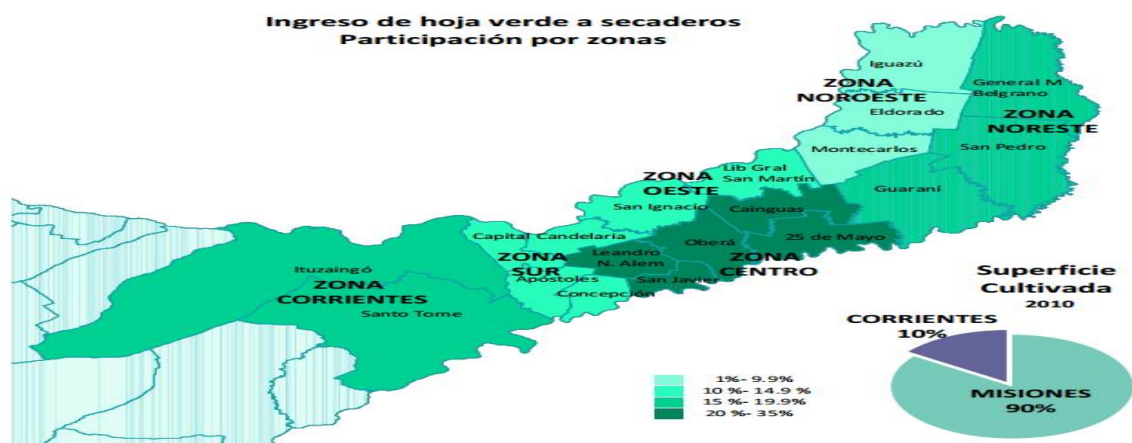 Ingreso de hoja verde a secaderos
Participación por zonas
Iguazú
ZONA
NOROESTE
General M
Belgrano
Eldorado
ZONA
NORESTE
Montecarlos
San Pedro
Lib Gral
San Martín
ZONA
OESTE
Guaraní
San Ignacio
Cainguas
Capital Candelaria
Oberá
25 de Mayo
Leandro
N. Alem
ZONA
SUR
ZONA
CENTRO
Ituzaingó
Apóstoles
San Javier
ZONA
CORRIENTES
Concepción
Santo Tome
Superficie
Cultivada
2010
CORRIENTES
10%
MISIONES
90%
1%- 9.9%
10 %- 14.9 %
15 %- 19.9%
20 %- 35%